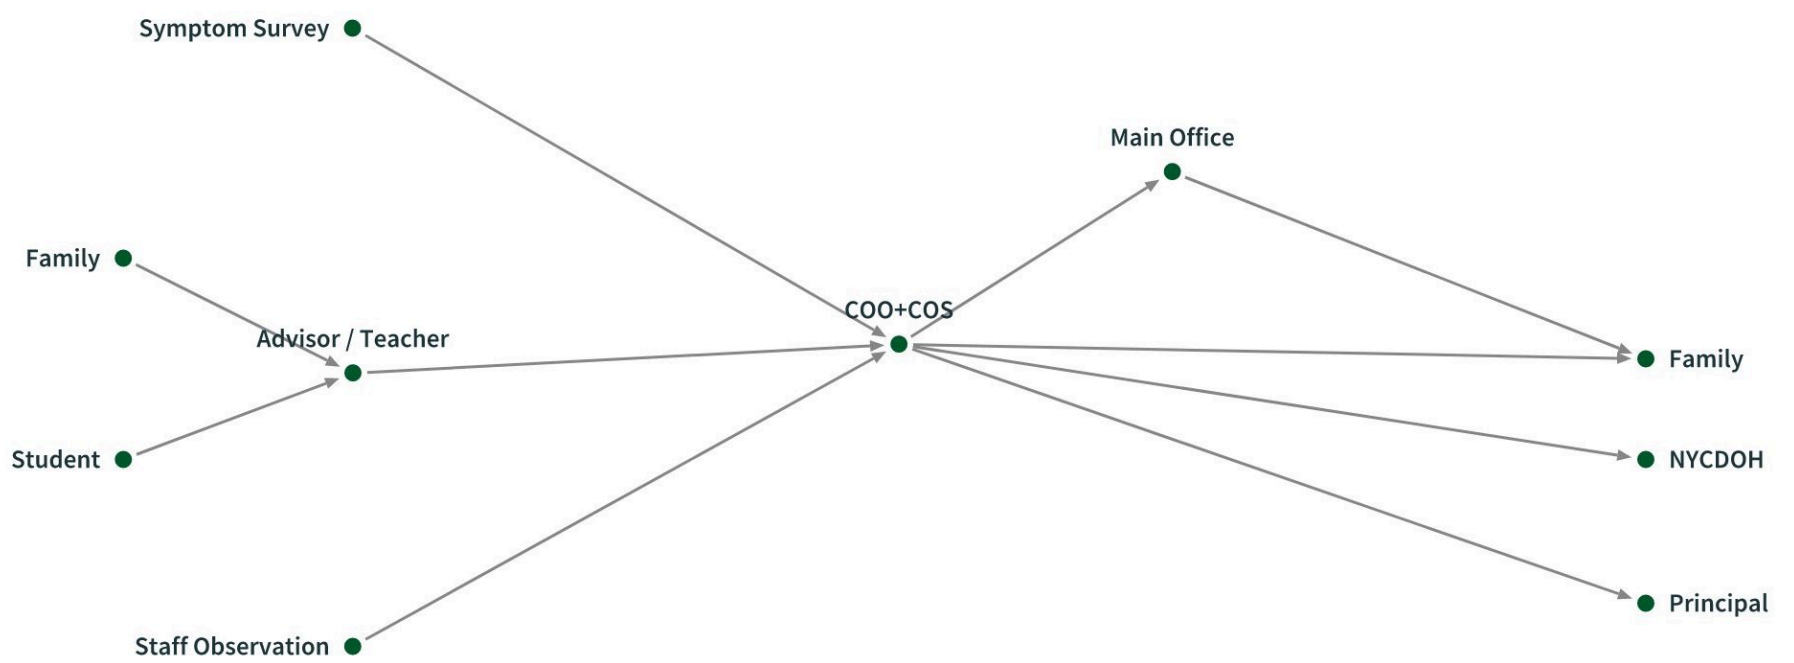 Symptom Survey
Main Office
Family
COO+COS
Advisor / Teacher
Family
Student
NYCDOH
Principal
Staff Observation